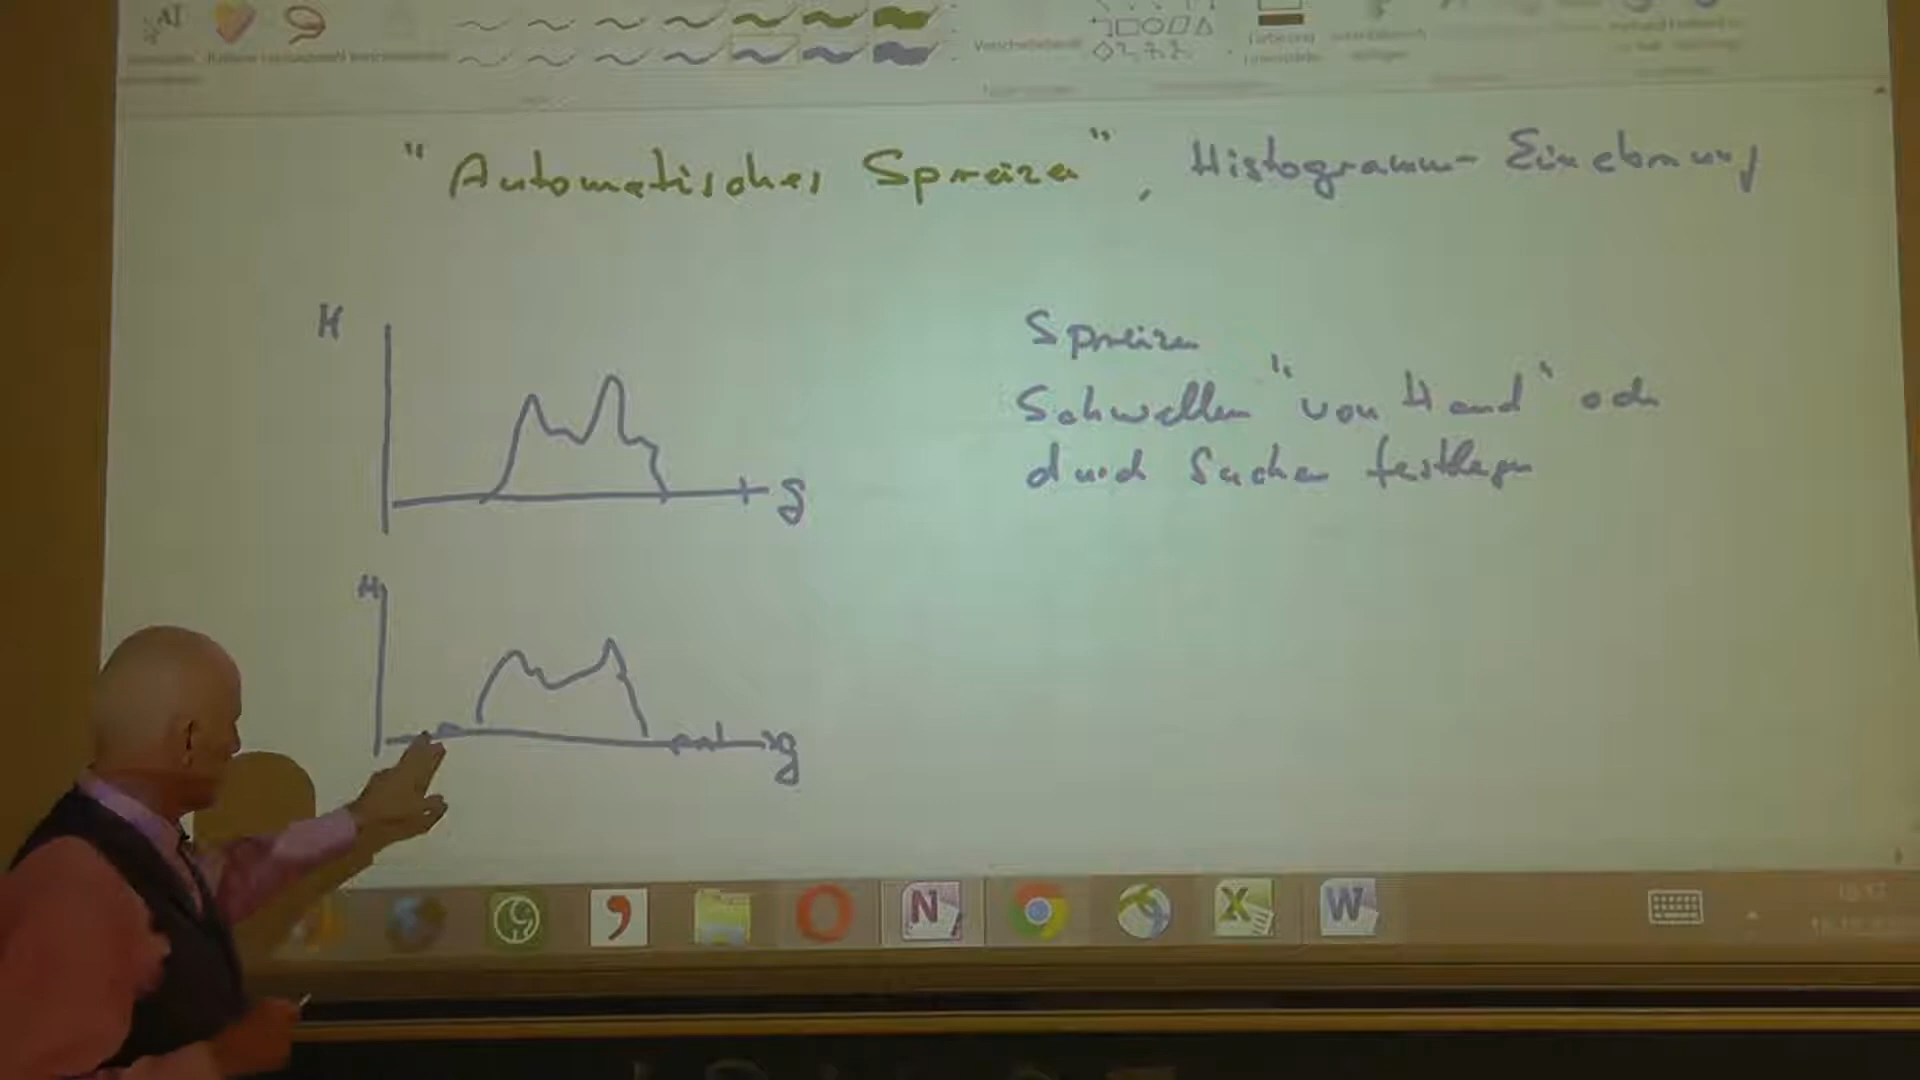 "Automatisches Spreizen", Histogramm-Einebnung
H
Spreizen
Schwellen "von Hand" oder
durch Suchen festlegen
g
H
g